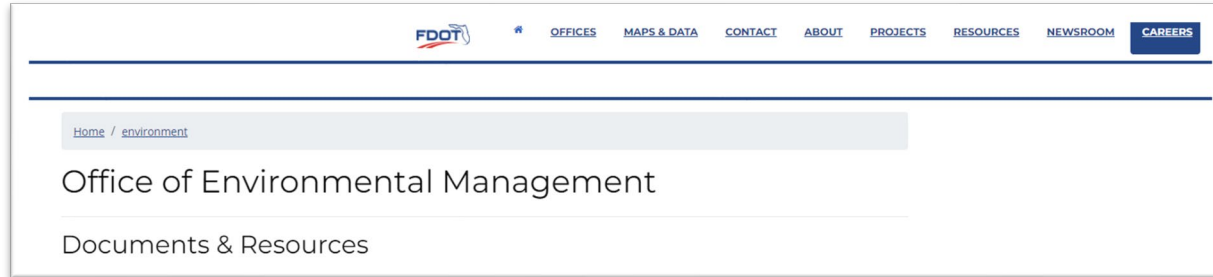 FDOT OFFICES MAPS & DATA CONTACT ABOUT PROJECTS RESOURCES NEWSROOM CAREERS
Home / environment
Office of Environmental Management
Documents & Resources